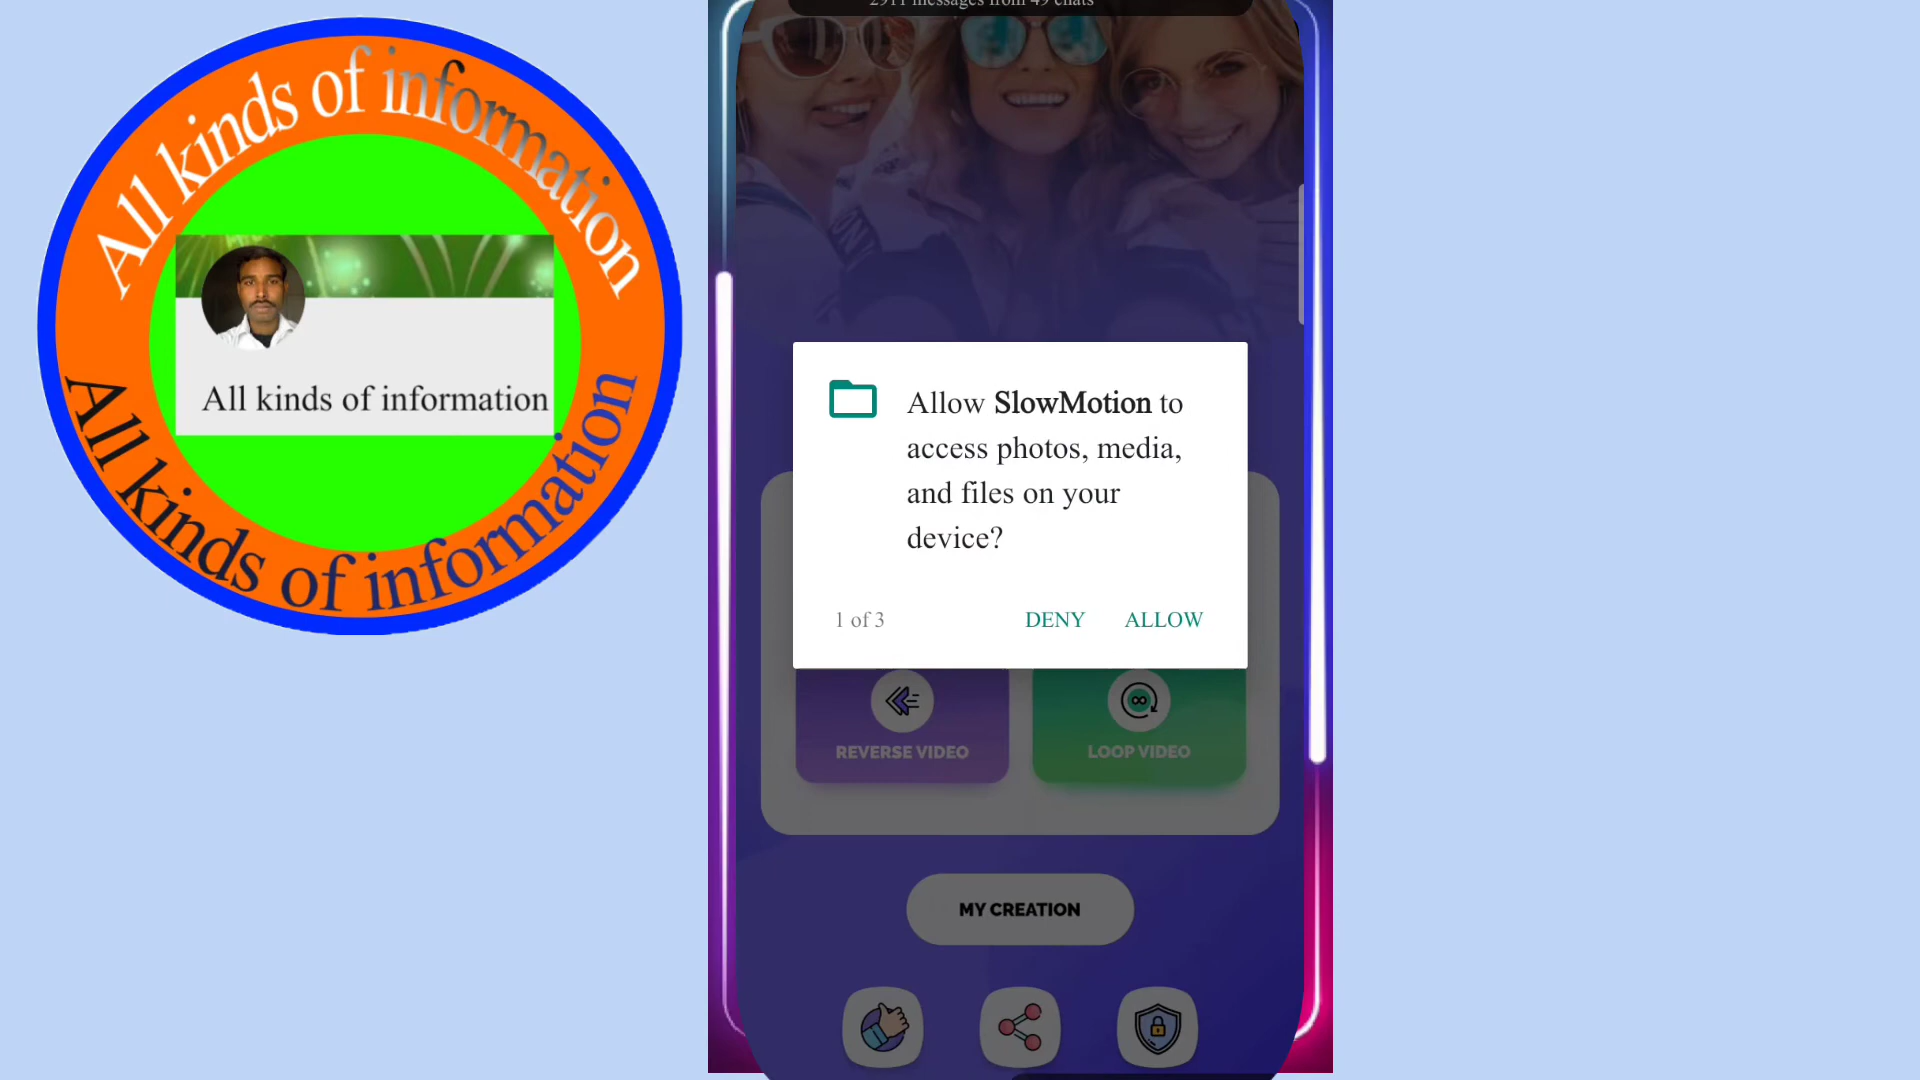 All kinds of information
All kinds of information
All kinds of information
2911 messages from 49 chats
Allow SlowMotion to
access photos, media,
and files on your
device?
1 of 3
DENY
ALLOW
REVERSE VIDEO
LOOP VIDEO
MY CREATION